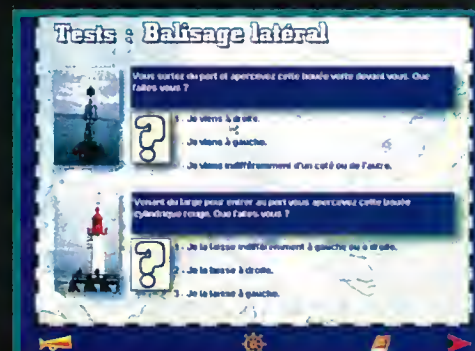 Tests : Balisage latéral
Vous sortez du port et apercevez cette bouée verte devant vous. Que
faites vous ?
1 - Je viens à droite.
- Je viens à gauche.
- Je viens indifféremment d'un coté ou de l'autre.
Venant du large pour entrer au port vous apercevez cette bouée
cylindrique rouge. Que faites vous ?
1 - Je la laisse indifféremment à gauche ou à droite.
2 - Je la laisse à droite.
3 - Je la laisse à gauche.